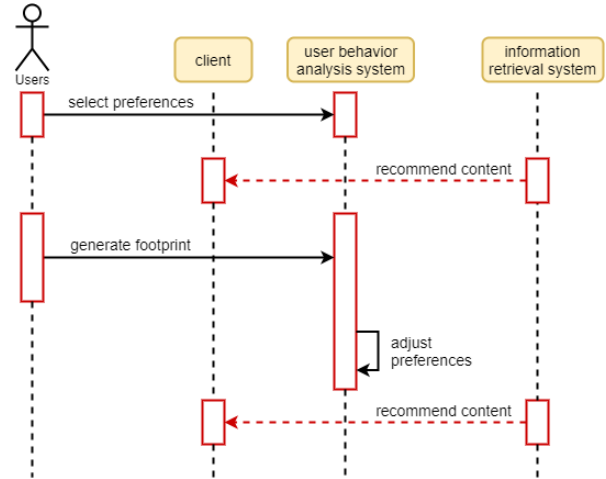 Users
client
user behavior
analysis system
information
retrieval system
select preferences
recommend content
generate footprint
adjust
preferences
recommend content